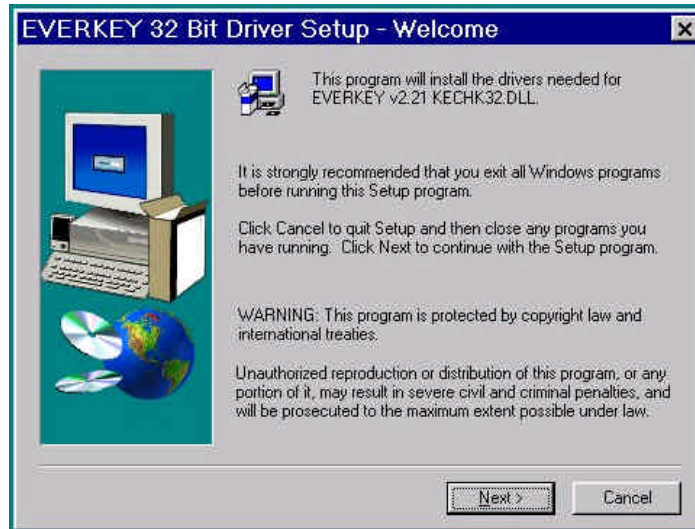 EVERKEY 32 Bit Driver Setup - Welcome
This program will install the drivers needed for
EVERKEY v2.21 KECHK32.DLL.
It is strongly recommended that you exit all Windows programs
before running this Setup program.
Click Cancel to quit Setup and then close any programs you
have running. Click Next to continue with the Setup program.
WARNING: This program is protected by copyright law and
international treaties.
Unauthorized reproduction or distribution of this program, or any
portion of it, may result in severe civil and criminal penalties, and
will be prosecuted to the maximum extent possible under law.
Next >
Cancel